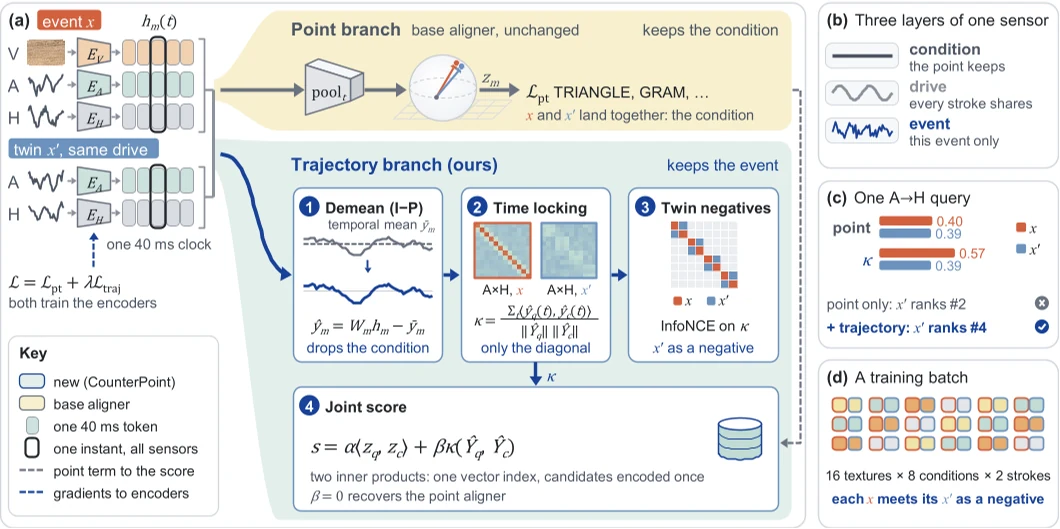 (a) event x h_m(t)
V E_V
A E_A
H E_H
twin x′, same drive
A E_A
H E_H
one 40 ms clock
ℒ = ℒ_pt + λℒ_traj
both train the encoders
Key
new (CounterPoint)
base aligner
one 40 ms token
one instant, all sensors
point term to the score
gradients to encoders
Point branch base aligner, unchanged keeps the condition
pool_t
z_m
ℒ_pt TRIANGLE, GRAM, …
x and x′ land together: the condition
Trajectory branch (ours) keeps the event
1 Demean (I−P)
temporal mean ȳ_m
ŷ_m = W_m h_m − ȳ_m
drops the condition
2 Time locking
A×H, x A×H, x′
κ = Σ_t⟨ŷ_q(t), ŷ_c(t)⟩ / ‖Ŷ_q‖ ‖Ŷ_c‖
only the diagonal
3 Twin negatives
x x′
InfoNCE on κ
x′ as a negative
κ
4 Joint score
s = α⟨z_q, z_c⟩ + βκ(Ŷ_q, Ŷ_c)
two inner products: one vector index, candidates encoded once
β = 0 recovers the point aligner
(b) Three layers of one sensor
condition
the point keeps
drive
every stroke shares
event
this event only
(c) One A→H query
point 0.40 x
0.39 x′
κ 0.57
0.39
point only: x′ ranks #2
+ trajectory: x′ ranks #4
(d) A training batch
16 textures × 8 conditions × 2 strokes
each x meets its x′ as a negative